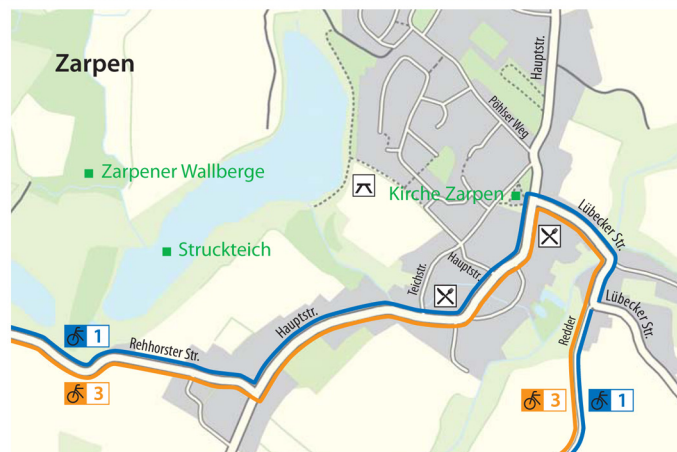 Zarpen
Hauptstr.
Pöhlser Weg
Zarpener Wallberge
Kirche Zarpen
Lübecker Str.
Struckteich
Hauptstr.
Teichstr.
Lübecker Str.
Hauptstr.
Redder
1
Rehhorster Str.
3
3
1